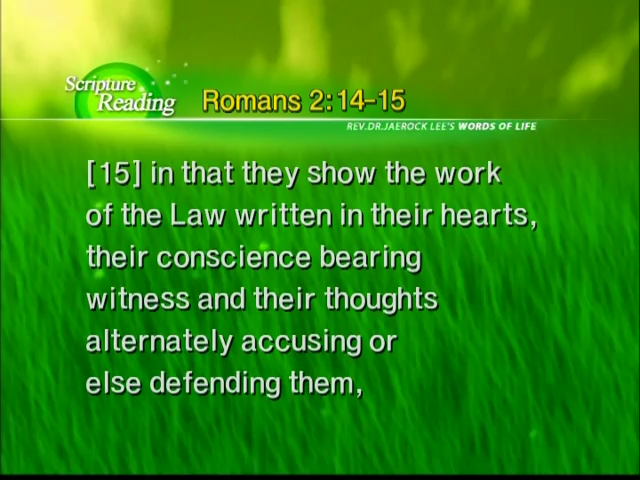 Scripture
Reading
Romans 2:14-15
REV.DR.JAEROCK LEE'S WORDS OF LIFE
[15] in that they show the work
of the Law written in their hearts,
their conscience bearing
witness and their thoughts
alternately accusing or
else defending them,